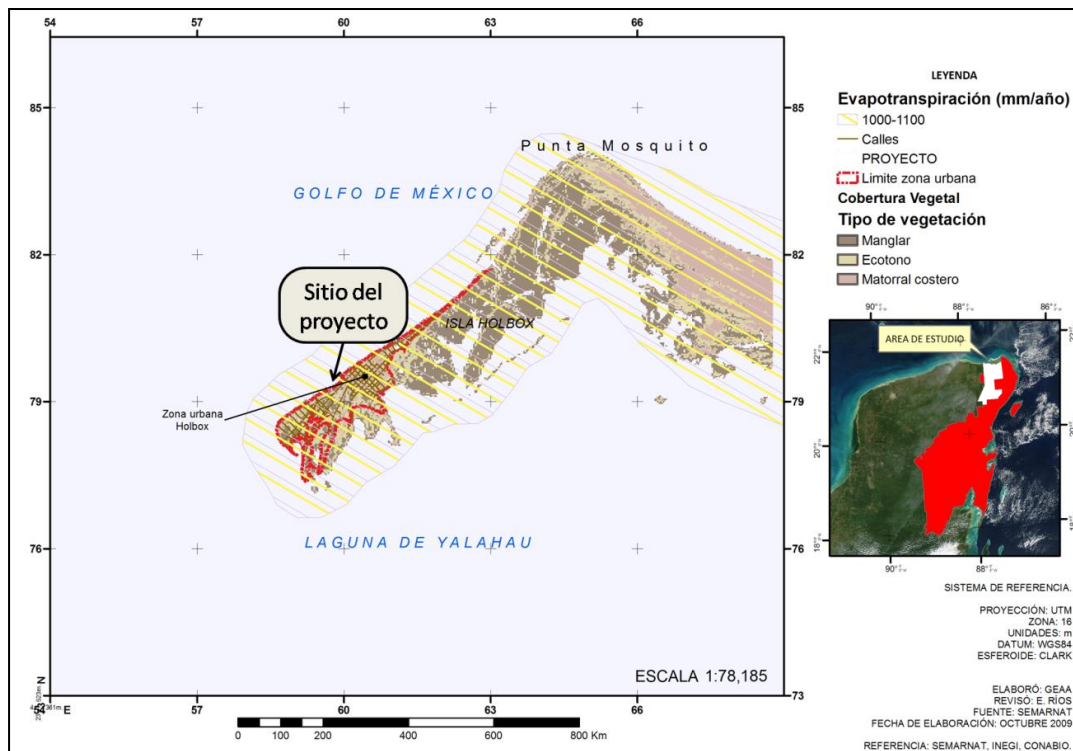 54
57
60
63
66
85
82
79
76
73
Punta Mosquito
GOLFO DE MÉXICO
Sitio del
proyecto
ISLA HOLBOX
Zona urbana
Holbox
LAGUNA DE YALAHAU
ESCALA 1:78,185
85
82
79
76
73
N
E
57
60
63
66
0 100 200 400 600 800 Km
LEYENDA
Evapotranspiración (mm/año)
1000-1100
Calles
PROYECTO
Limite zona urbana
Cobertura Vegetal
Tipo de vegetación
Manglar
Ecotono
Matorral costero
AREA DE ESTUDIO
SISTEMA DE REFERENCIA.
PROYECCIÓN: UTM
ZONA: 16
UNIDADES: m
DATUM: WGS84
ESFEROIDE: CLARK
ELABORÓ: GEAA
REVISÓ: E. RÍOS
FUENTE: SEMARNAT
FECHA DE ELABORACIÓN: OCTUBRE 2009
REFERENCIA: SEMARNAT, INEGI, CONABIO.